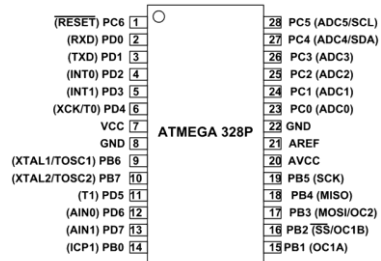 (RESET) PC6 1
(RXD) PD0 2
(TXD) PD1 3
(INT0) PD2 4
(INT1) PD3 5
(XCK/T0) PD4 6
VCC 7
GND 8
(XTAL1/TOSC1) PB6 9
(XTAL2/TOSC2) PB7 10
(T1) PD5 11
(AIN0) PD6 12
(AIN1) PD7 13
(ICP1) PB0 14
ATMEGA 328P
28 PC5 (ADC5/SCL)
27 PC4 (ADC4/SDA)
26 PC3 (ADC3)
25 PC2 (ADC2)
24 PC1 (ADC1)
23 PC0 (ADC0)
22 GND
21 AREF
20 AVCC
19 PB5 (SCK)
18 PB4 (MISO)
17 PB3 (MOSI/OC2)
16 PB2 (SS/OC1B)
15 PB1 (OC1A)